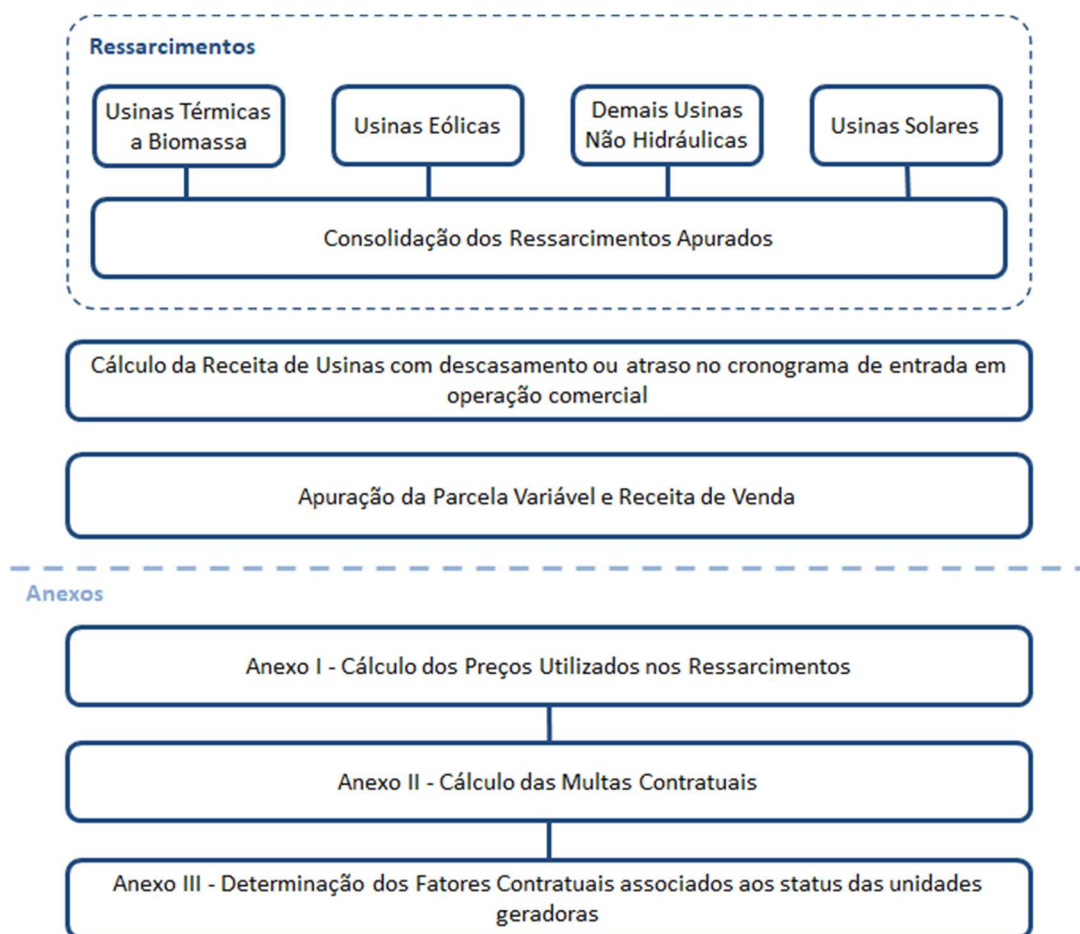 Ressarcimentos
Usinas Térmicas
a Biomassa
Usinas Eólicas
Demais Usinas
Não Hidráulicas
Usinas Solares
Consolidação dos Ressarcimentos Apurados
Cálculo da Receita de Usinas com descasamento ou atraso no cronograma de entrada em
operação comercial
Apuração da Parcela Variável e Receita de Venda
Anexos
Anexo I - Cálculo dos Preços Utilizados nos Ressarcimentos
Anexo II - Cálculo das Multas Contratuais
Anexo III - Determinação dos Fatores Contratuais associados aos status das unidades
geradoras